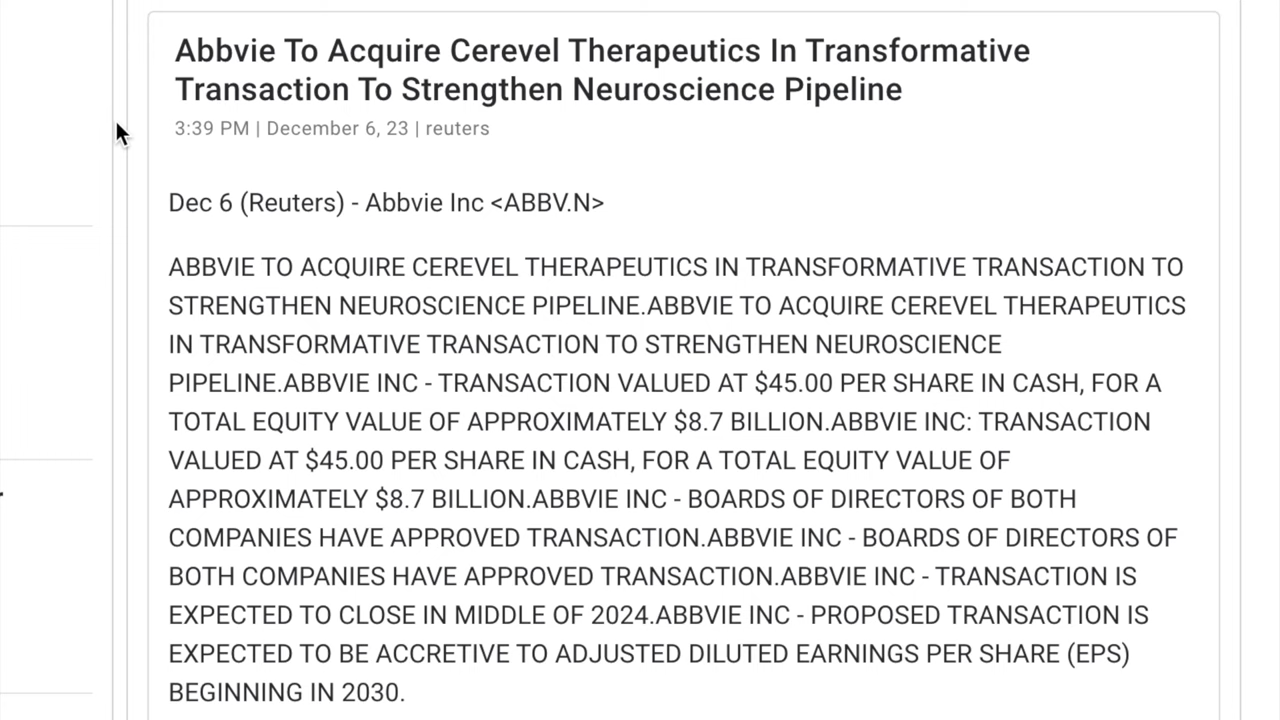 Abbvie To Acquire Cerevel Therapeutics In Transformative
Transaction To Strengthen Neuroscience Pipeline
3:39 PM | December 6, 23 | reuters
Dec 6 (Reuters) - Abbvie Inc <ABBV.N>
ABBVIE TO ACQUIRE CEREVEL THERAPEUTICS IN TRANSFORMATIVE TRANSACTION TO
STRENGTHEN NEUROSCIENCE PIPELINE.ABBVIE TO ACQUIRE CEREVEL THERAPEUTICS
IN TRANSFORMATIVE TRANSACTION TO STRENGTHEN NEUROSCIENCE
PIPELINE.ABBVIE INC - TRANSACTION VALUED AT $45.00 PER SHARE IN CASH, FOR A
TOTAL EQUITY VALUE OF APPROXIMATELY $8.7 BILLION.ABBVIE INC: TRANSACTION
VALUED AT $45.00 PER SHARE IN CASH, FOR A TOTAL EQUITY VALUE OF
APPROXIMATELY $8.7 BILLION.ABBVIE INC - BOARDS OF DIRECTORS OF BOTH
COMPANIES HAVE APPROVED TRANSACTION.ABBVIE INC - BOARDS OF DIRECTORS OF
BOTH COMPANIES HAVE APPROVED TRANSACTION.ABBVIE INC - TRANSACTION IS
EXPECTED TO CLOSE IN MIDDLE OF 2024.ABBVIE INC - PROPOSED TRANSACTION IS
EXPECTED TO BE ACCRETIVE TO ADJUSTED DILUTED EARNINGS PER SHARE (EPS)
BEGINNING IN 2030.